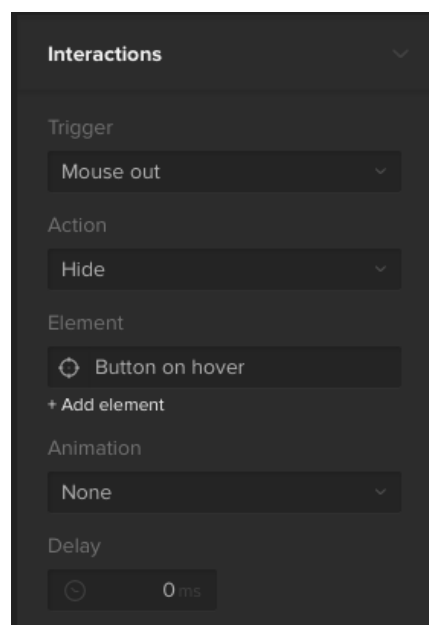 Interactions
Trigger
Mouse out
Action
Hide
Element
Button on hover
+ Add element
Animation
None
Delay
0 ms